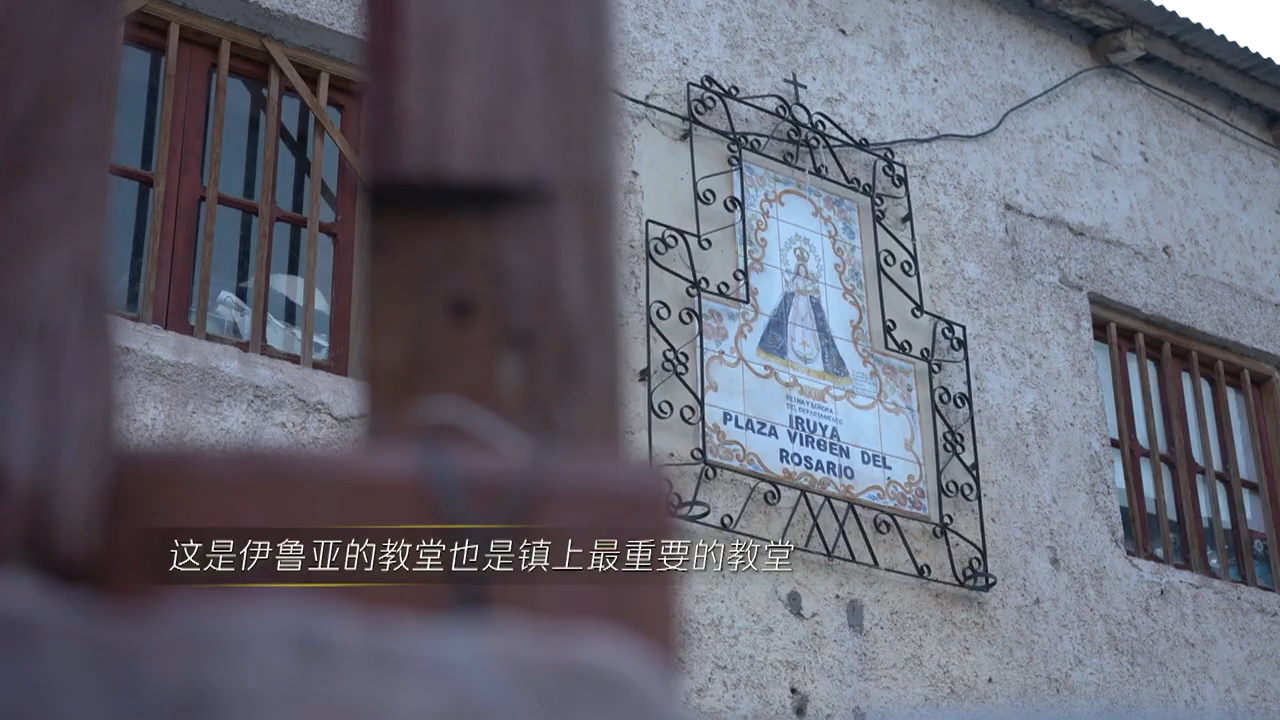 REINA Y SEÑORA
DEL DEPARTAMENTO
IRUYA
PLAZA VIRGEN DEL
ROSARIO
这是伊鲁亚的教堂也是镇上最重要的教堂